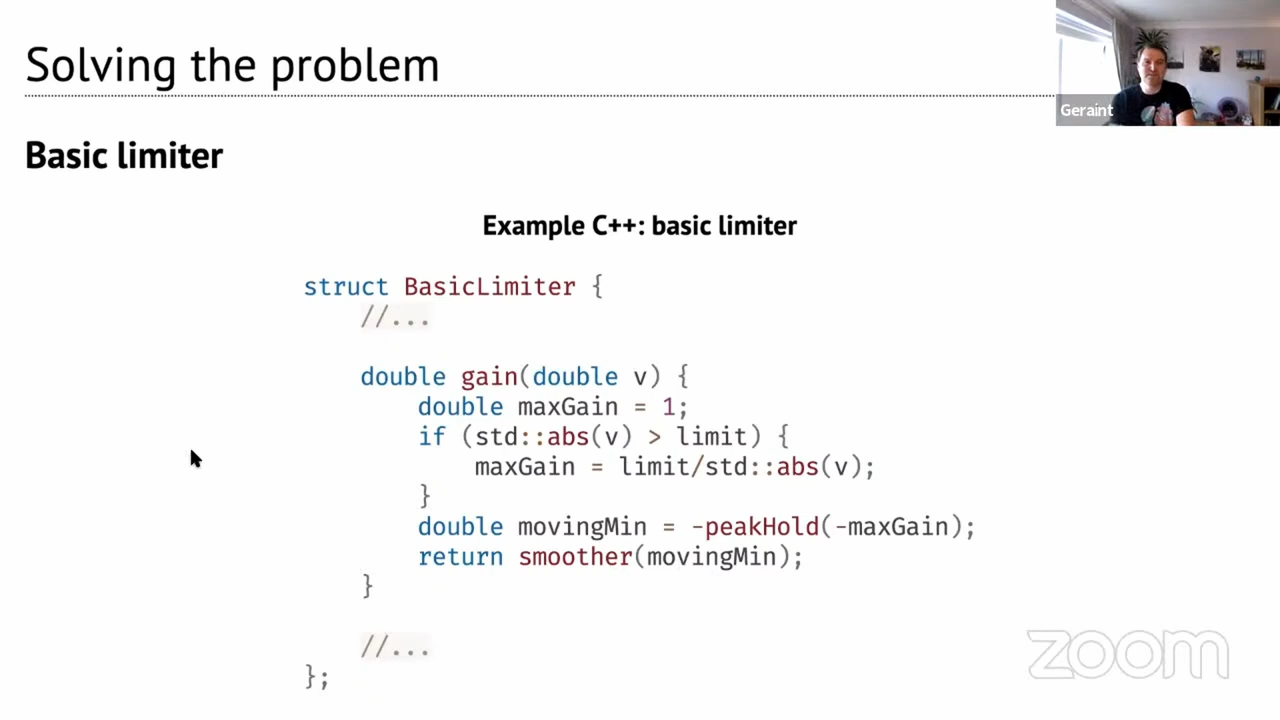 Solving the problem
Geraint
Basic limiter
Example C++: basic limiter
struct BasicLimiter {
    //...
    double gain(double v) {
        double maxGain = 1;
        if (std::abs(v) > limit) {
            maxGain = limit/std::abs(v);
        }
        double movingMin = -peakHold(-maxGain);
        return smoother(movingMin);
    }
    //...
};
zoom